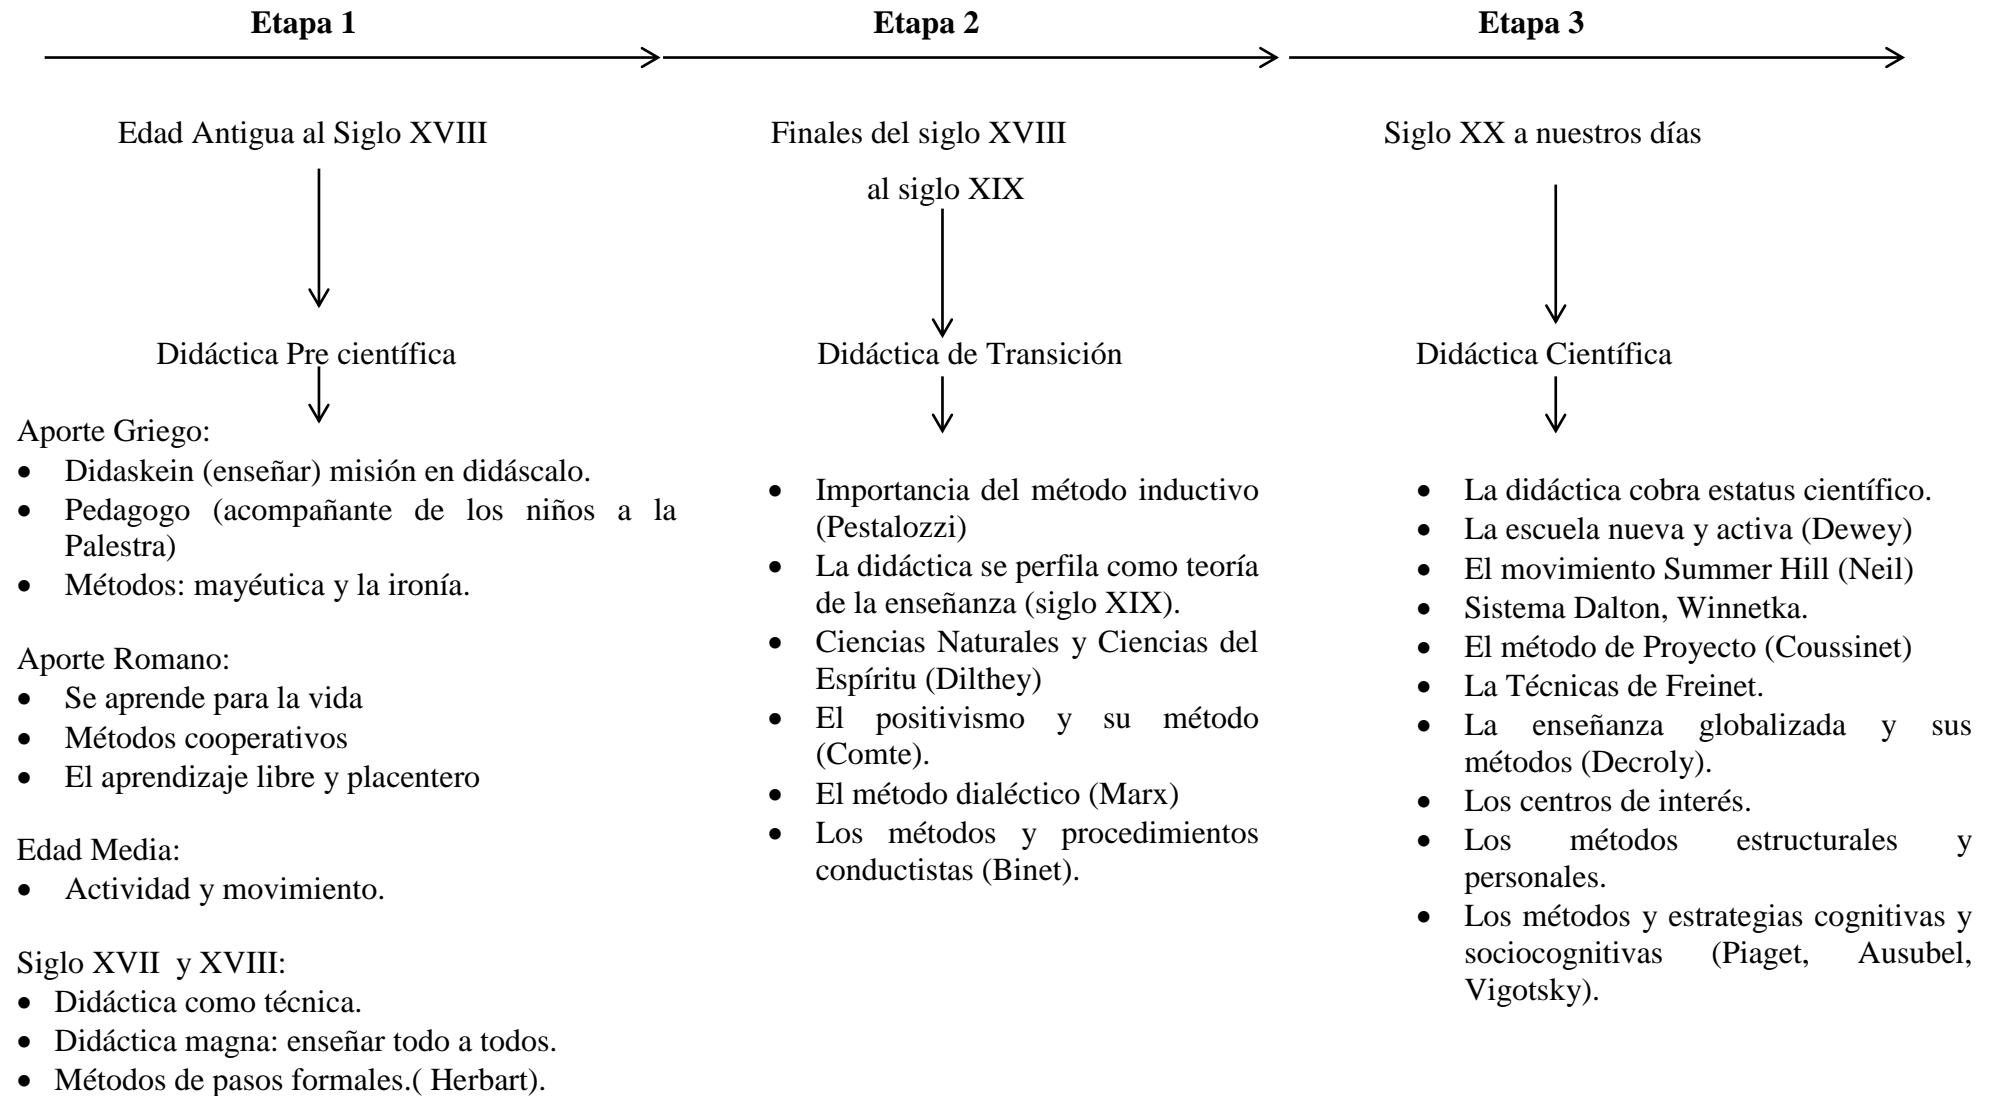 Etapa 1
Etapa 2
Etapa 3
Edad Antigua al Siglo XVIII
Finales del siglo XVIII
al siglo XIX
Siglo XX a nuestros días
Didáctica Pre científica
Didáctica de Transición
Didáctica Científica
Aporte Griego:
• Didaskein (enseñar) misión en didáscalo.
• Pedagogo (acompañante de los niños a la
Palestra)
• Métodos: mayéutica y la ironía.
Aporte Romano:
• Se aprende para la vida
• Métodos cooperativos
• El aprendizaje libre y placentero
Edad Media:
• Actividad y movimiento.
Siglo XVII y XVIII:
• Didáctica como técnica.
• Didáctica magna: enseñar todo a todos.
• Métodos de pasos formales.( Herbart).
• Importancia del método inductivo
(Pestalozzi)
• La didáctica se perfila como teoría
de la enseñanza (siglo XIX).
• Ciencias Naturales y Ciencias del
Espíritu (Dilthey)
• El positivismo y su método
(Comte).
• El método dialéctico (Marx)
• Los métodos y procedimientos
conductistas (Binet).
• La didáctica cobra estatus científico.
• La escuela nueva y activa (Dewey)
• El movimiento Summer Hill (Neil)
• Sistema Dalton, Winnetka.
• El método de Proyecto (Coussinet)
• La Técnicas de Freinet.
• La enseñanza globalizada y sus
métodos (Decroly).
• Los centros de interés.
• Los métodos estructurales y
personales.
• Los métodos y estrategias cognitivas y
sociocognitivas (Piaget, Ausubel,
Vigotsky).